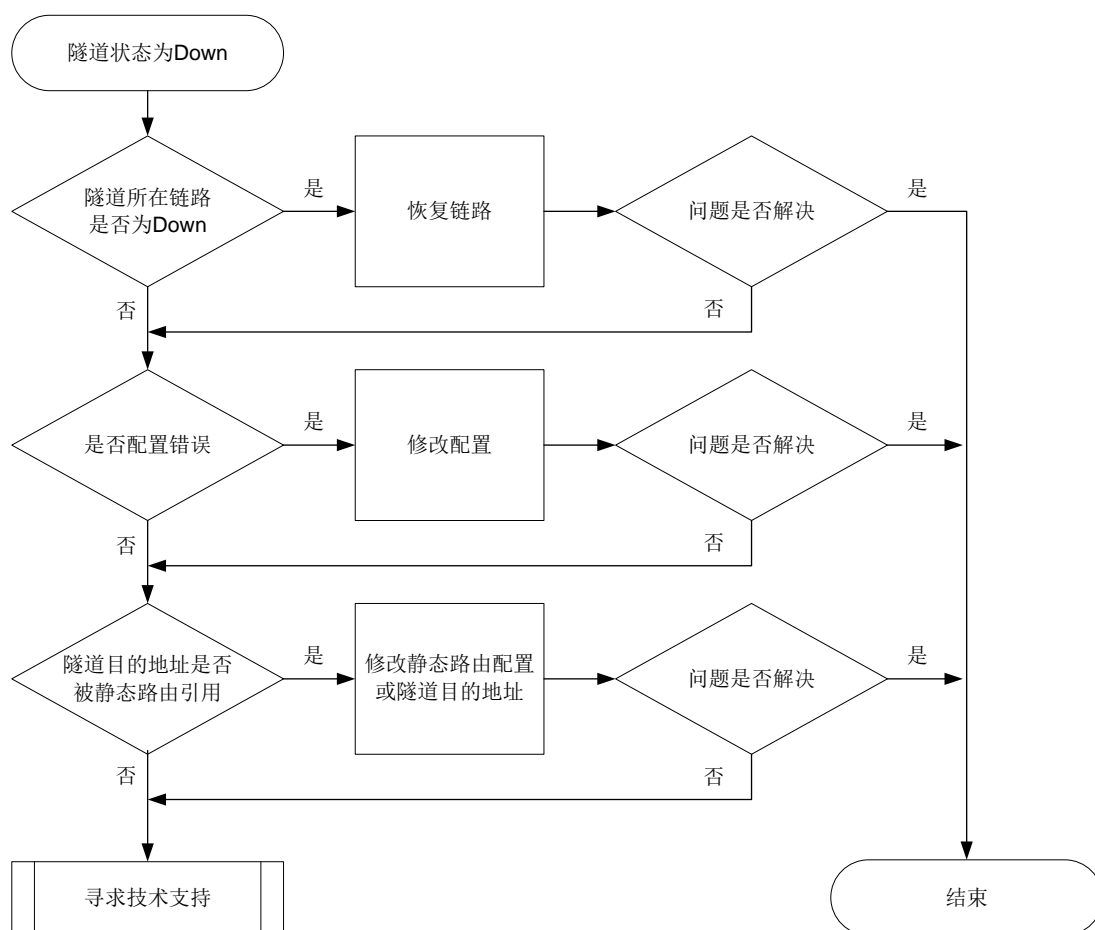 隧道状态为Down
隧道所在链路
是否为Down
是
恢复链路
问题是否解决
是
否
否
是否配置错误
是
修改配置
问题是否解决
是
否
否
隧道目的地址是否
被静态路由引用
是
修改静态路由配置
或隧道目的地址
问题是否解决
是
否
否
寻求技术支持
结束